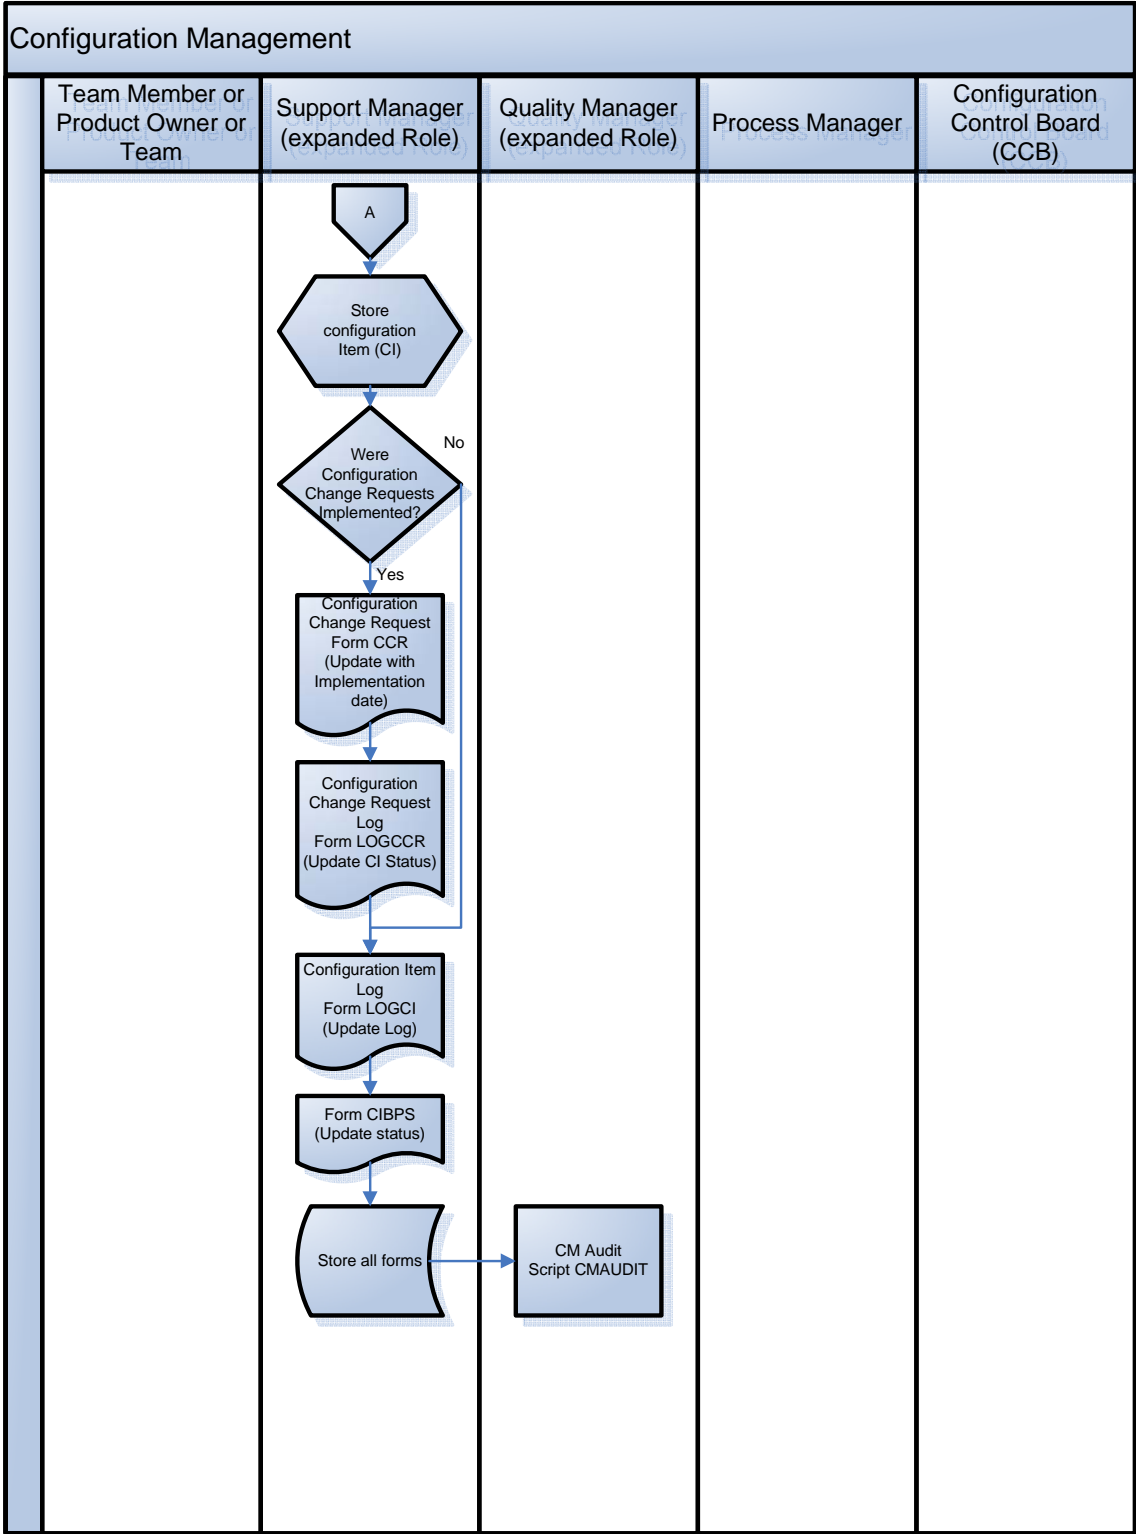 Configuration Management
Team Member or
Product Owner or
Team
Support Manager
(expanded Role)
Quality Manager
(expanded Role)
Process Manager
Configuration
Control Board
(CCB)
A
Store
configuration
Item (CI)
No
Were
Configuration
Change Requests
Implemented?
Yes
Configuration
Change Request
Form CCR
(Update with
Implementation
date)
Configuration
Change Request
Log
Form LOGCCR
(Update CI Status)
Configuration Item
Log
Form LOGCI
(Update Log)
Form CIBPS
(Update status)
Store all forms
CM Audit
Script CMAUDIT